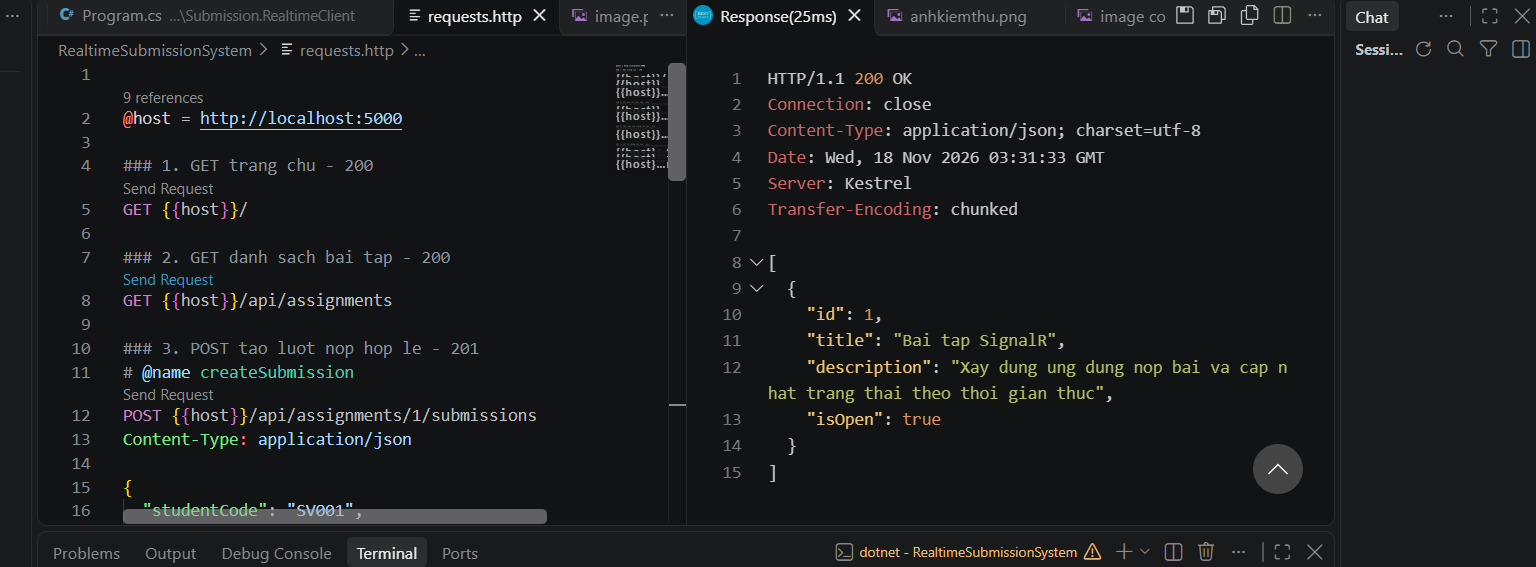 Program.cs ...\Submission.RealtimeClient
requests.http
image.p
Response(25ms)
anhkiemthu.png
image co
Chat
RealtimeSubmissionSystem > requests.http > ...
Sessi...
1
9 references
2 @host = http://localhost:5000
3
4 ### 1. GET trang chu - 200
Send Request
5 GET {{host}}/
6
7 ### 2. GET danh sach bai tap - 200
Send Request
8 GET {{host}}/api/assignments
9
10 ### 3. POST tao luot nop hop le - 201
11 # @name createSubmission
Send Request
12 POST {{host}}/api/assignments/1/submissions
13 Content-Type: application/json
14
15 {
16 "studentCode": "SV001",
{{host}}...
{{host}}...
{{host}}...
{{host}}...
1 HTTP/1.1 200 OK
2 Connection: close
3 Content-Type: application/json; charset=utf-8
4 Date: Wed, 18 Nov 2026 03:31:33 GMT
5 Server: Kestrel
6 Transfer-Encoding: chunked
7
8 [
9 {
10 "id": 1,
11 "title": "Bai tap SignalR",
12 "description": "Xay dung ung dung nop bai va cap n
hat trang thai theo thoi gian thuc",
13 "isOpen": true
14 }
15 ]
Problems Output Debug Console Terminal Ports
dotnet - RealtimeSubmissionSystem